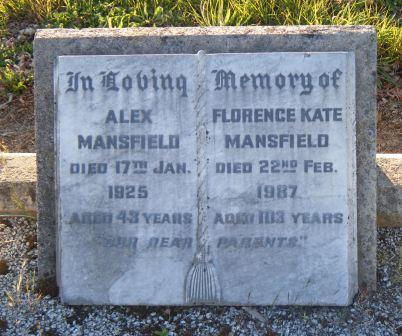 In Loving Memory of
ALEX
MANSFIELD
DIED 17TH JAN.
1925
AGED 43 YEARS
FLORENCE KATE
MANSFIELD
DIED 22ND FEB.
1987
AGED 103 YEARS
"OUR DEAR PARENTS"